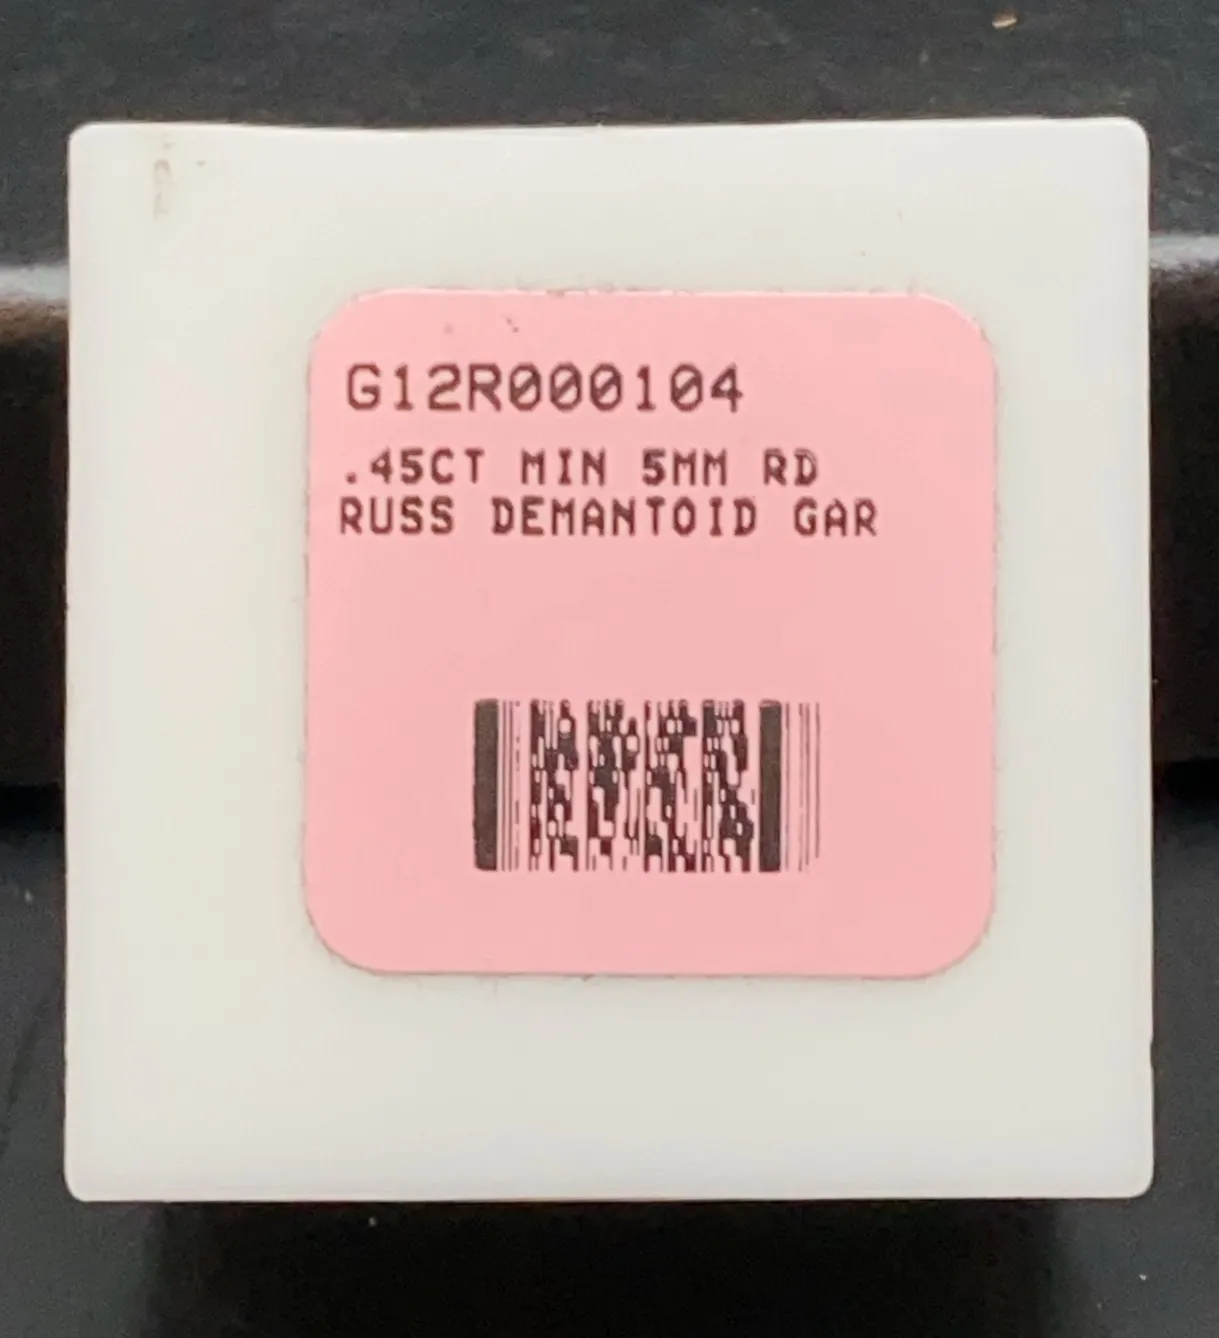 G12R000104
.45CT MIN 5MM RD
RUSS DEMANTOID GAR